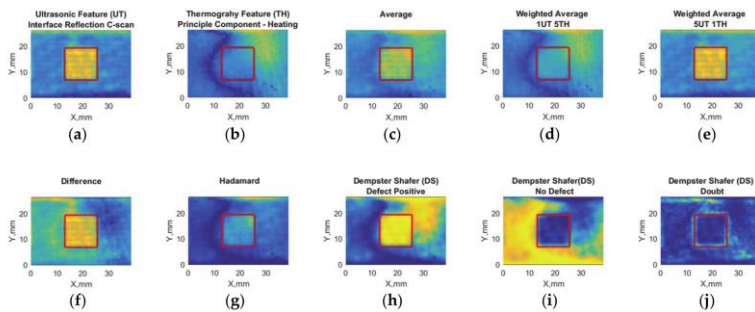 Ultrasonic Feature (UT)
Interface Reflection C-scan
Thermograhy Feature (TH)
Principle Component - Heating
Average
Weighted Average
1UT 5TH
Weighted Average
5UT 1TH
Y,mm
20
10
0
0 10 20 30
X,mm
(a)
Y,mm
20
10
0
0 10 20 30
X,mm
(b)
Y,mm
20
10
0
0 10 20 30
X,mm
(c)
Y,mm
20
10
0
0 10 20 30
X,mm
(d)
Y,mm
20
10
0
0 10 20 30
X,mm
(e)
Difference
Hadamard
Dempster Shafer (DS)
Defect Positive
Dempster Shafer(DS)
No Defect
Dempster Shafer (DS)
Doubt
Y,mm
20
10
0
0 10 20 30
X,mm
(f)
Y,mm
20
10
0
0 10 20 30
X,mm
(g)
Y,mm
20
10
0
0 10 20 30
X,mm
(h)
Y,mm
20
10
0
0 10 20 30
X,mm
(i)
Y,mm
20
10
0
0 10 20 30
X,mm
(j)